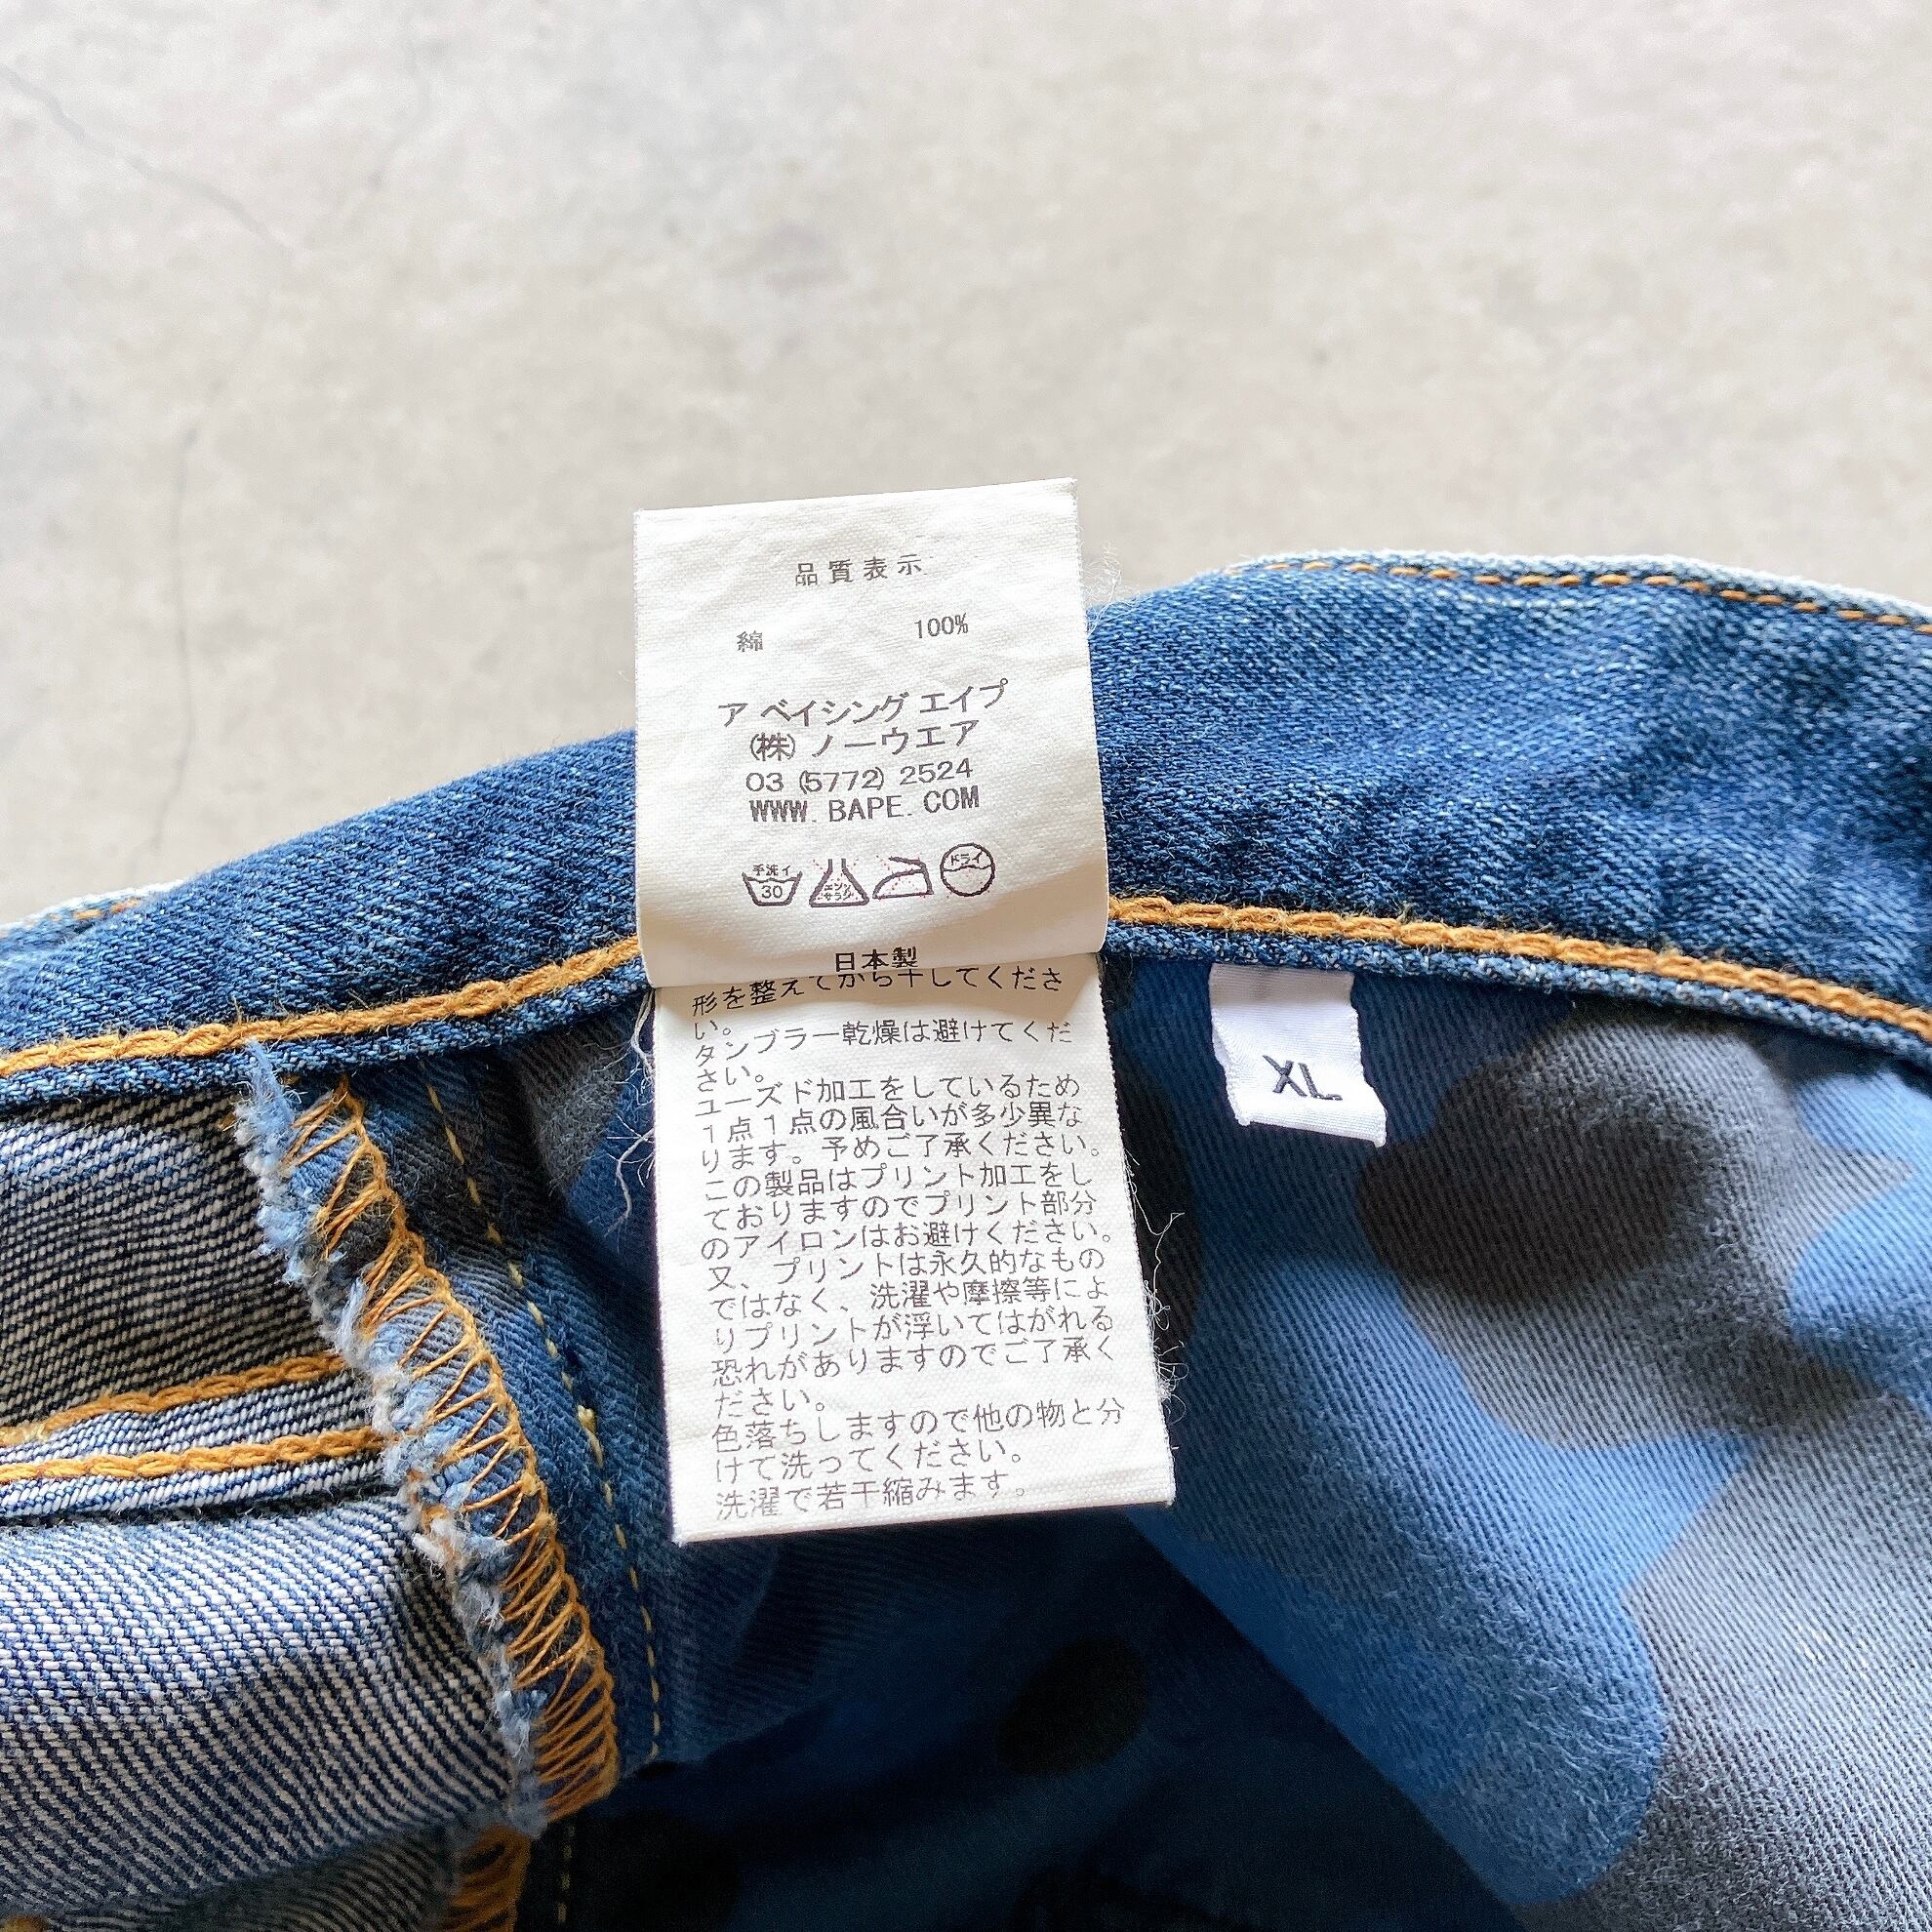 品質表示
綿 100%
ア ベイシング エイプ
(株) ノーウエア
03 (5772) 2524
WWW. BAPE. COM
手洗イ 30 エンソサラシ ドライ
日本製
形を整えてから干してくださ
い。
タンブラー乾燥は避けてくだ
さい。
ユーズド加工をしているため
1点1点の風合いが多少異な
ります。予めご了承ください。
この製品はプリント加工をし
ておりますのでプリント部分
のアイロンはお避けください。
又、プリントは永久的なもの
ではなく、洗濯や摩擦等によ
りプリントが浮いてはがれる
恐れがありますのでご了承く
ださい。
色落ちしますので他の物と分
けて洗ってください。
洗濯で若干縮みます。
XL